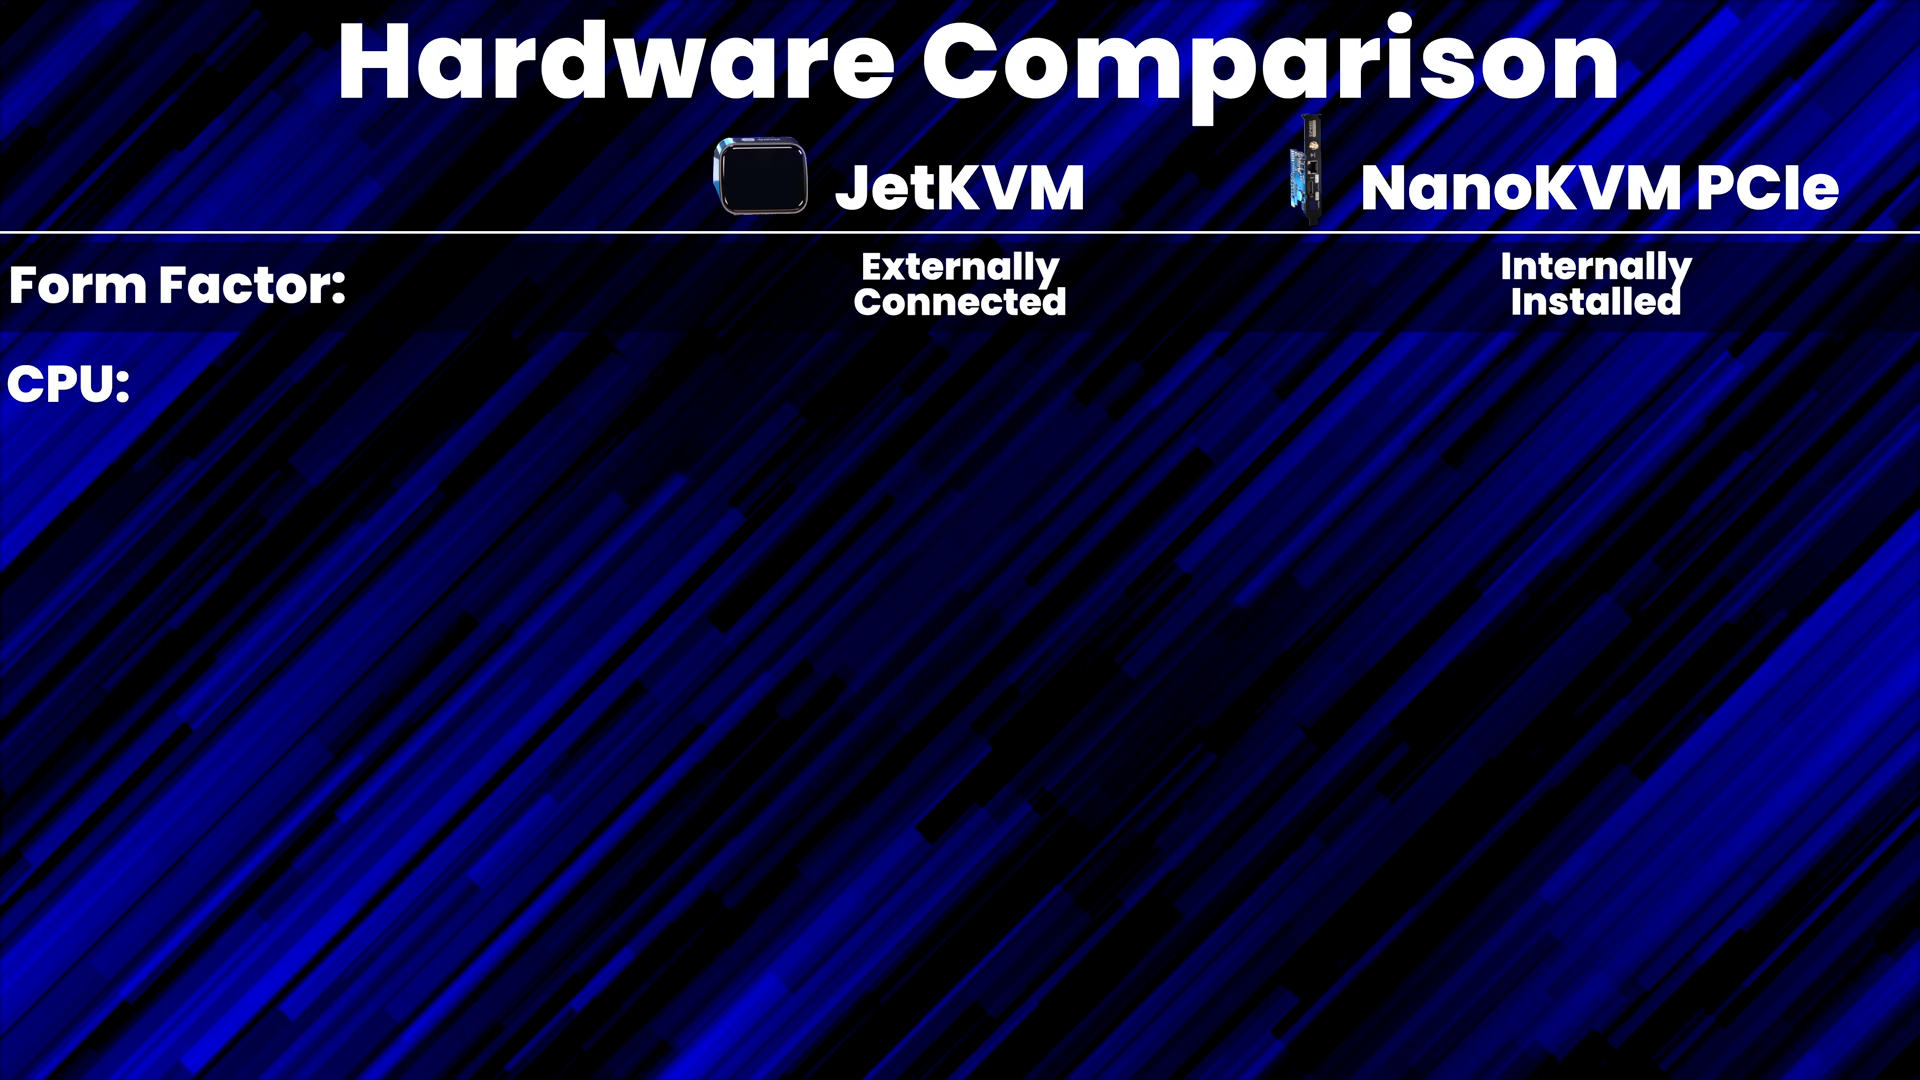 Hardware Comparison
JetKVM
NanoKVM PCIe
Form Factor:
Externally
Connected
Internally
Installed
CPU: